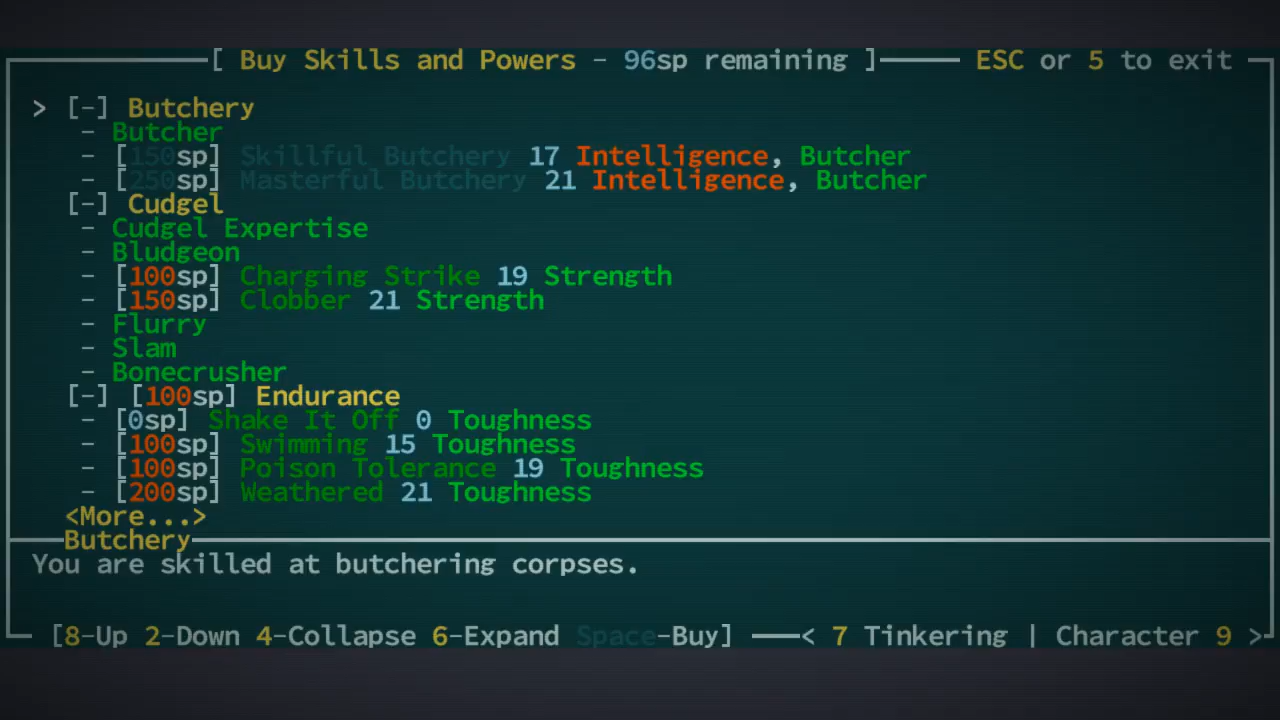 [ Buy Skills and Powers - 96sp remaining ] ESC or 5 to exit
> [-] Butchery
- Butcher
- [150sp] Skillful Butchery 17 Intelligence, Butcher
- [250sp] Masterful Butchery 21 Intelligence, Butcher
[-] Cudgel
- Cudgel Expertise
- Bludgeon
- [100sp] Charging Strike 19 Strength
- [150sp] Clobber 21 Strength
- Flurry
- Slam
- Bonecrusher
[-] [100sp] Endurance
- [0sp] Shake It Off 0 Toughness
- [100sp] Swimming 15 Toughness
- [100sp] Poison Tolerance 19 Toughness
- [200sp] Weathered 21 Toughness
<More...>
Butchery
You are skilled at butchering corpses.
[8-Up 2-Down 4-Collapse 6-Expand Space-Buy] < 7 Tinkering | Character 9 >